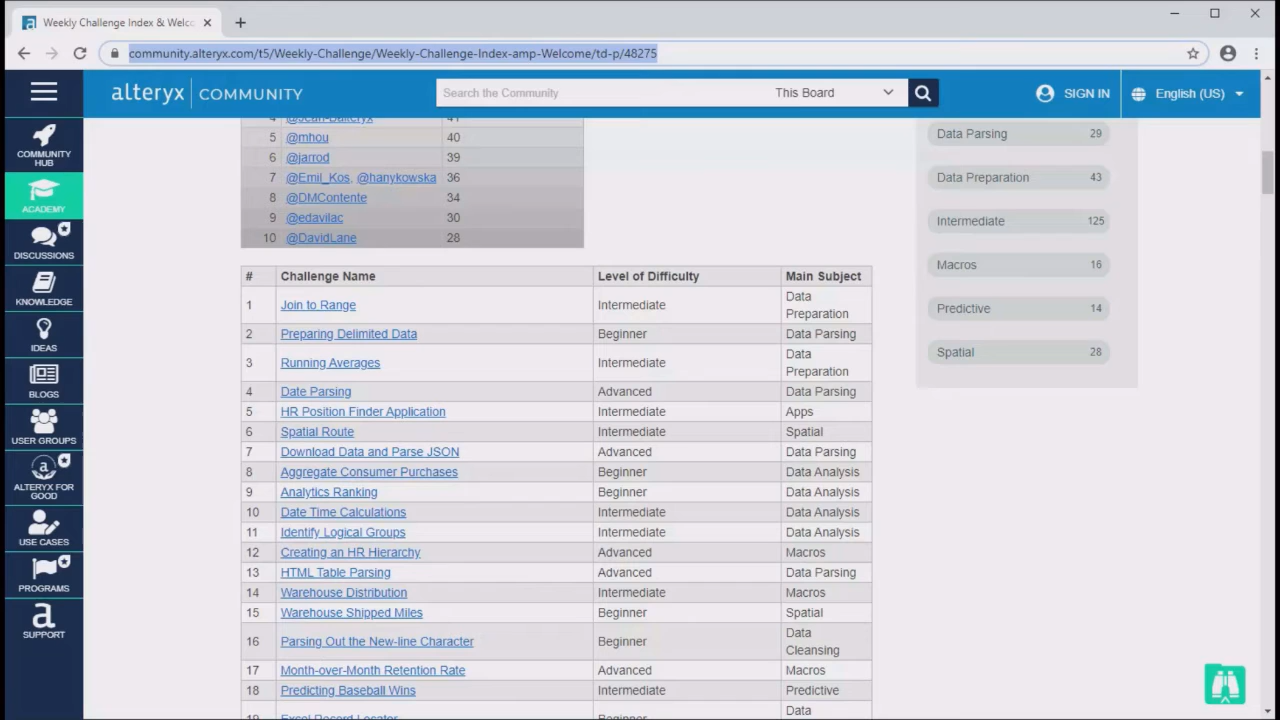 Weekly Challenge Index & Welco
community.alteryx.com/t5/Weekly-Challenge/Weekly-Challenge-Index-amp-Welcome/td-p/48275
alteryx COMMUNITY
Search the Community
This Board
SIGN IN
English (US)
COMMUNITY
HUB
ACADEMY
DISCUSSIONS
KNOWLEDGE
IDEAS
BLOGS
USER GROUPS
ALTERYX FOR
GOOD
USE CASES
PROGRAMS
a
SUPPORT
4 @Jean-Balteryx 41
5 @mhou 40
6 @jarrod 39
7 @Emil_Kos, @hanykowska 36
8 @DMContente 34
9 @edavilac 30
10 @DavidLane 28
# Challenge Name Level of Difficulty Main Subject
1 Join to Range Intermediate Data
Preparation
2 Preparing Delimited Data Beginner Data Parsing
3 Running Averages Intermediate Data
Preparation
4 Date Parsing Advanced Data Parsing
5 HR Position Finder Application Intermediate Apps
6 Spatial Route Intermediate Spatial
7 Download Data and Parse JSON Advanced Data Parsing
8 Aggregate Consumer Purchases Beginner Data Analysis
9 Analytics Ranking Beginner Data Analysis
10 Date Time Calculations Intermediate Data Analysis
11 Identify Logical Groups Intermediate Data Analysis
12 Creating an HR Hierarchy Advanced Macros
13 HTML Table Parsing Advanced Data Parsing
14 Warehouse Distribution Intermediate Macros
15 Warehouse Shipped Miles Beginner Spatial
16 Parsing Out the New-line Character Beginner Data
Cleansing
17 Month-over-Month Retention Rate Advanced Macros
18 Predicting Baseball Wins Intermediate Predictive
19 Excel Record Locator Data
Data Parsing 29
Data Preparation 43
Intermediate 125
Macros 16
Predictive 14
Spatial 28